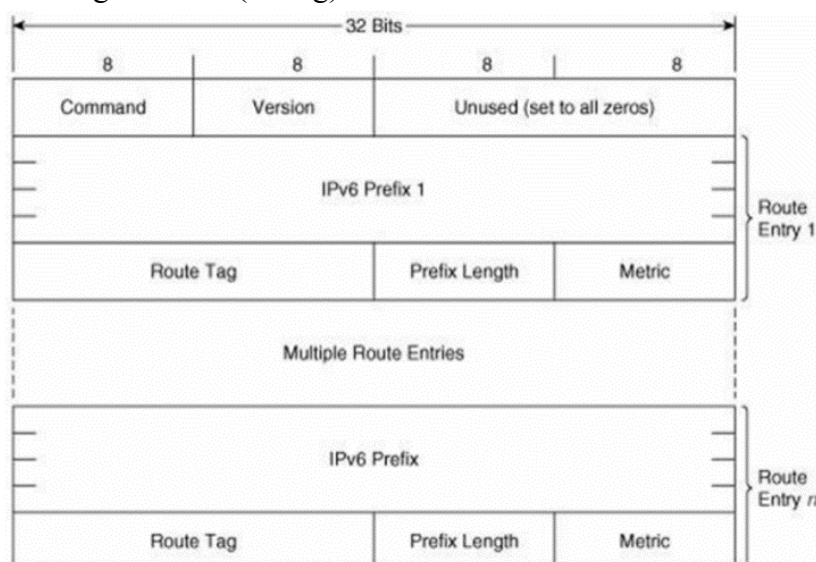 32 Bits
8 8 8 8
Command Version Unused (set to all zeros)
IPv6 Prefix 1
Route
Entry 1
Route Tag Prefix Length Metric
Multiple Route Entries
IPv6 Prefix
Route
Entry n
Route Tag Prefix Length Metric